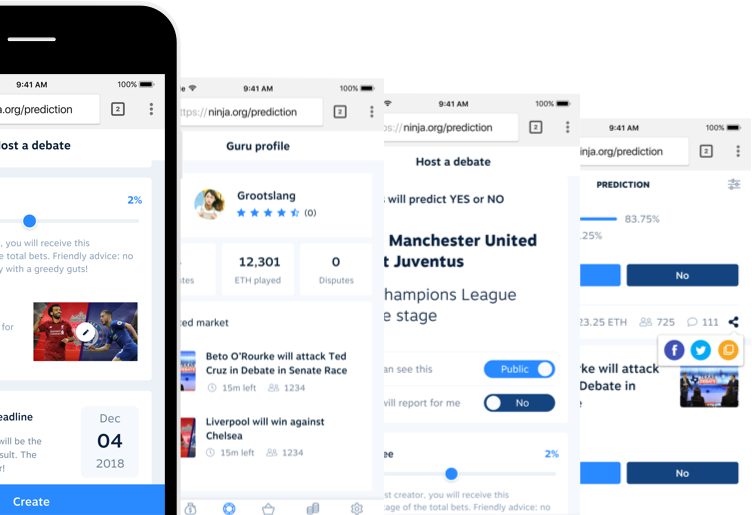 9:41 AM 100%
a.org/prediction 2
ost a debate
2%
, you will receive this
e total bets. Friendly advice: no
y with a greedy guts!
for
eadline
will be the
sult. The
r!
Dec
04
2018
Create
le 9:41 AM 100%
ttps://ninja.org/prediction 2
Guru profile
Grootslang
(0)
tes
12,301
ETH played
0
Disputes
ted market
Beto O'Rourke will attack Ted
Cruz in Debate in Senate Race
15m left 1234
Liverpool will win against
Chelsea
15m left 1234
9:41 AM 100%
ps://ninja.org/prediction 2
Host a debate
s will predict YES or NO
Manchester United
t Juventus
hampions League
e stage
an see this Public
will report for me No
ee 2%
st creator, you will receive this
tage of the total bets. Friendly advice: no
9:41 AM 100%
inja.org/prediction 2
PREDICTION
83.75%
.25%
No
23.25 ETH 725 111
f
rke will attack
Debate in
No